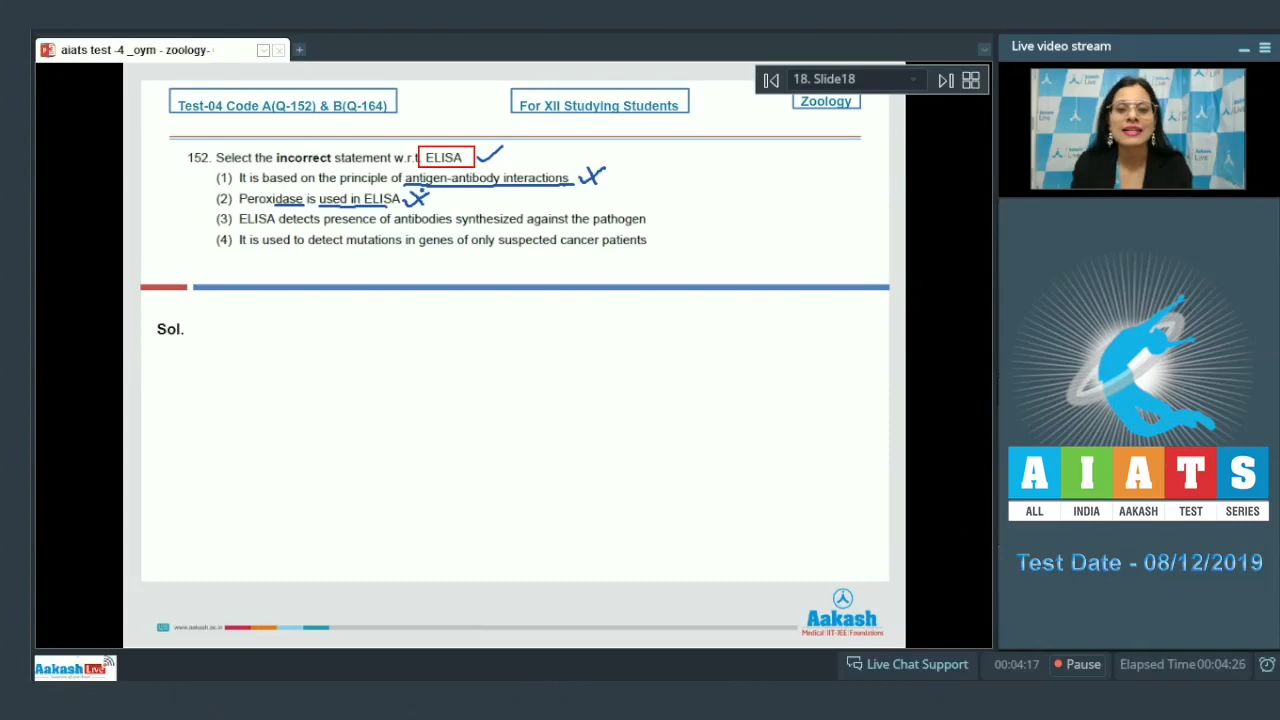 aiats test -4 _oym - zoology-
Live video stream
18. Slide18
Test-04 Code A(Q-152) & B(Q-164)
For XII Studying Students
Zoology
152. Select the incorrect statement w.r.t. ELISA
(1) It is based on the principle of antigen-antibody interactions
(2) Peroxidase is used in ELISA
(3) ELISA detects presence of antibodies synthesized against the pathogen
(4) It is used to detect mutations in genes of only suspected cancer patients
Sol.
A I A T S
ALL INDIA AAKASH TEST SERIES
Test Date - 08/12/2019
www.aakash.ac.in
Aakash
Medical | IIT-JEE | Foundations
Aakash Live
Live Chat Support
00:04:17
Pause
Elapsed Time 00:04:26